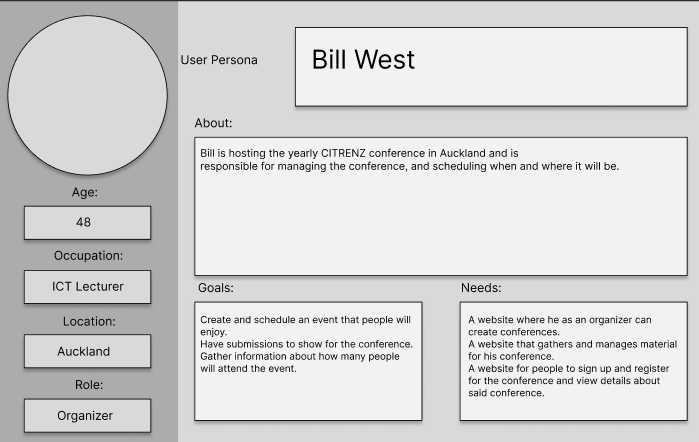 User Persona
Bill West
Age:
48
Occupation:
ICT Lecturer
Location:
Auckland
Role:
Organizer
About:
Bill is hosting the yearly CITRENZ conference in Auckland and is
responsible for managing the conference, and scheduling when and where it will be.
Goals:
Create and schedule an event that people will
enjoy.
Have submissions to show for the conference.
Gather information about how many people
will attend the event.
Needs:
A website where he as an organizer can
create conferences.
A website that gathers and manages material
for his conference.
A website for people to sign up and register
for the conference and view details about
said conference.